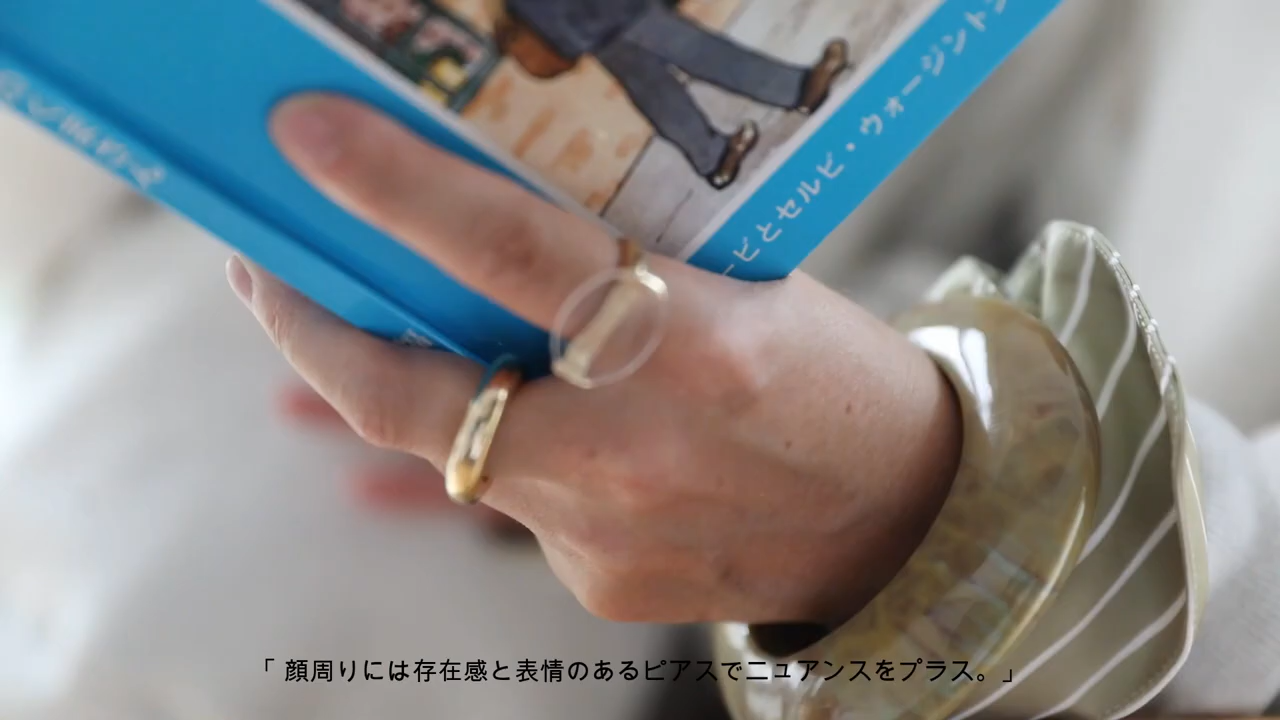 ービとセルビ・ウォージントン
「 顔周りには存在感と表情のあるピアスでニュアンスをプラス。」